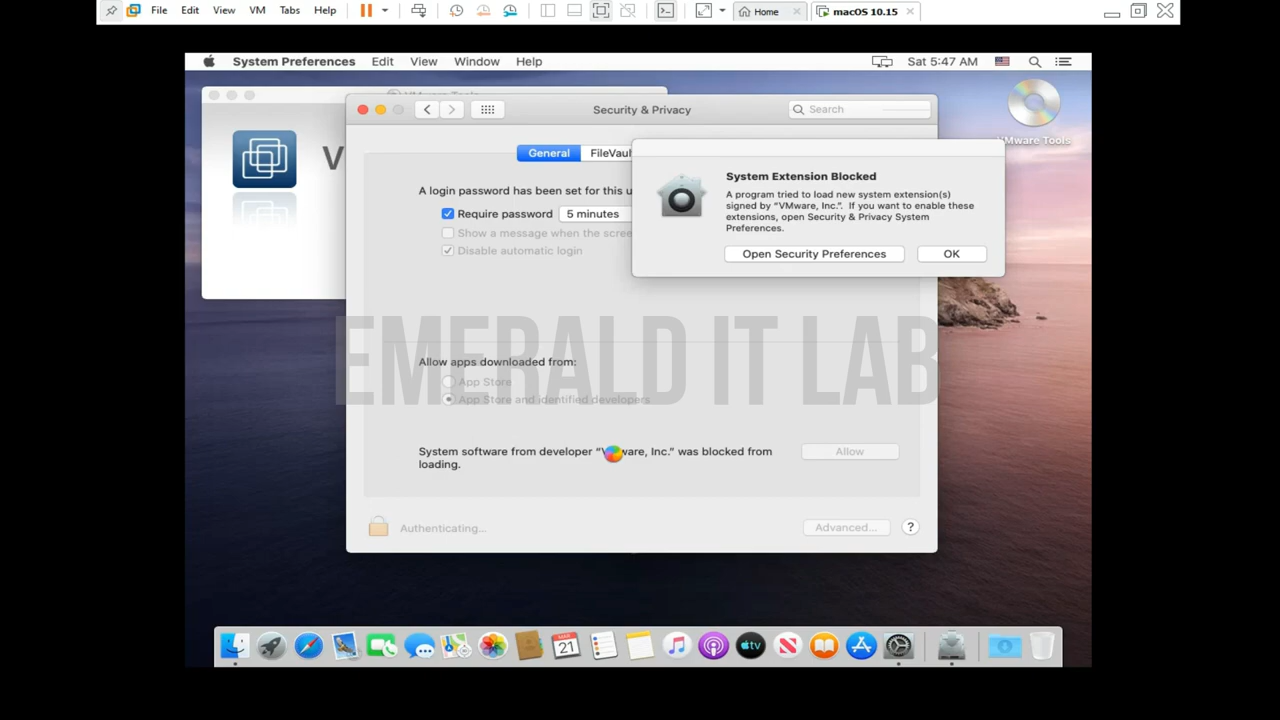 File Edit View VM Tabs Help
Home
macOS 10.15
System Preferences Edit View Window Help
Sat 5:47 AM
Security & Privacy
Search
VMware Tools
V
General
FileVaul
System Extension Blocked
A program tried to load new system extension(s)
signed by “VMware, Inc.”. If you want to enable these
extensions, open Security & Privacy System
Preferences.
Open Security Preferences
OK
A login password has been set for this u
Require password
5 minutes
Show a message when the scree
Disable automatic login
EMERALD IT LAB
Allow apps downloaded from:
App Store
App Store and identified developers
System software from developer “VMware, Inc.” was blocked from
loading.
Allow
Authenticating...
Advanced...
?
MAR
21
tv